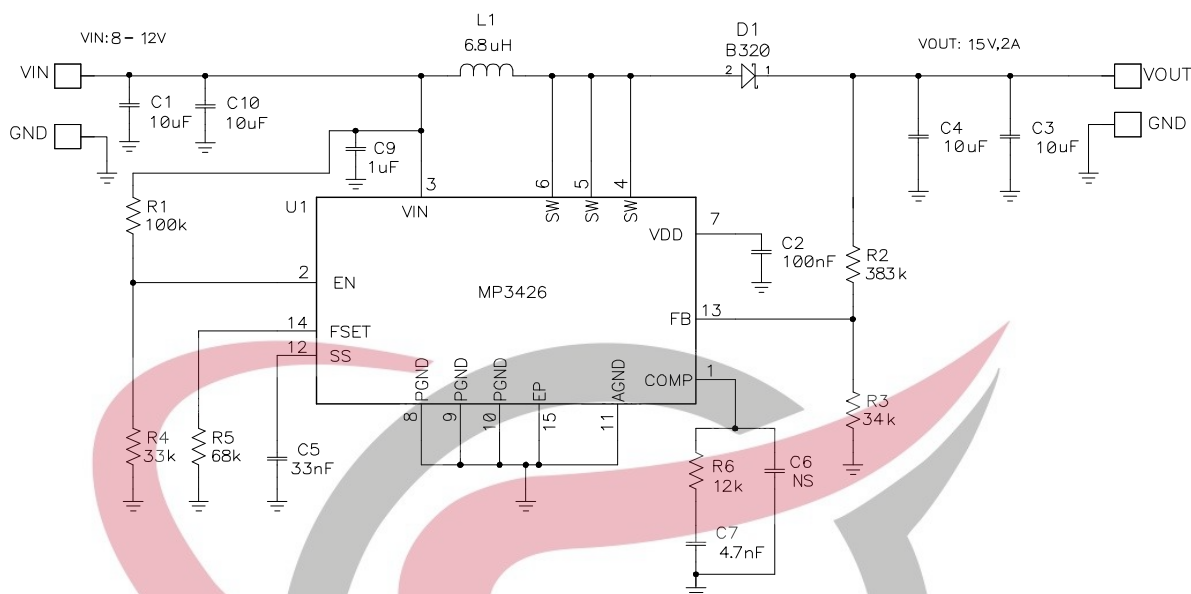 VIN:8- 12V
L1
6.8uH
D1
B320
VOUT: 15V,2A
VIN
2
1
VOUT
C1
10uF
C10
10uF
GND
C9
1uF
C4
10uF
C3
10uF
GND
R1
100k
U1
3
VIN
6
SW
5
SW
4
SW
7
VDD
C2
100nF
R2
383k
2
EN
MP3426
FB
13
14
FSET
12
SS
PGND
8
PGND
9
PGND
10
EP
15
AGND
11
COMP
1
R3
34k
R4
33k
R5
68k
C5
33nF
R6
12k
C6
NS
C7
4.7nF